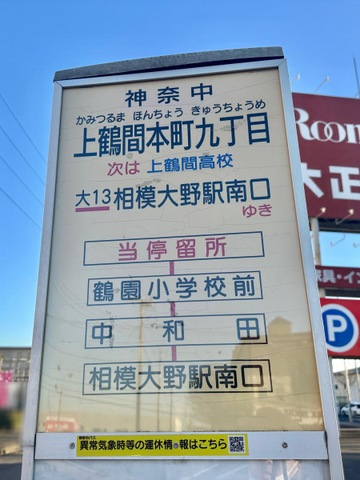 神奈中
かみつるま ほんちょう きゅうちょうめ
上鶴間本町九丁目
次は 上鶴間高校
大13 相模大野駅南口
ゆき
当停留所
鶴園小学校前
中和田
相模大野駅南口
異常気象時等の運休情報はこちら
Room
大正
家具・イン
P